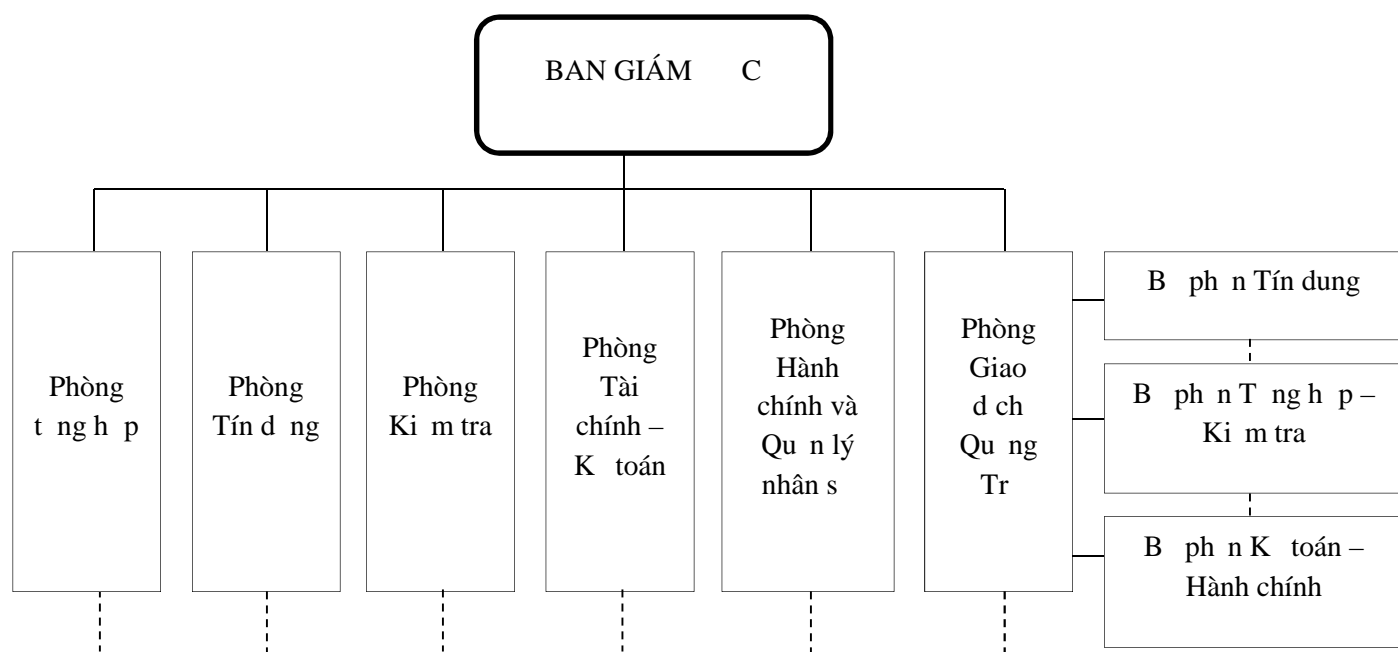 BAN GIÁM C
Phòng
t ng h p
Phòng
Tín d ng
Phòng
Ki m tra
Phòng
Tài
chính –
K toán
Phòng
Hành
chính và
Qu n lý
nhân s
Phòng
Giao
d ch
Qu ng
Tr
B ph n Tín dung
B ph n T ng h p –
Ki m tra
B ph n K toán –
Hành chính